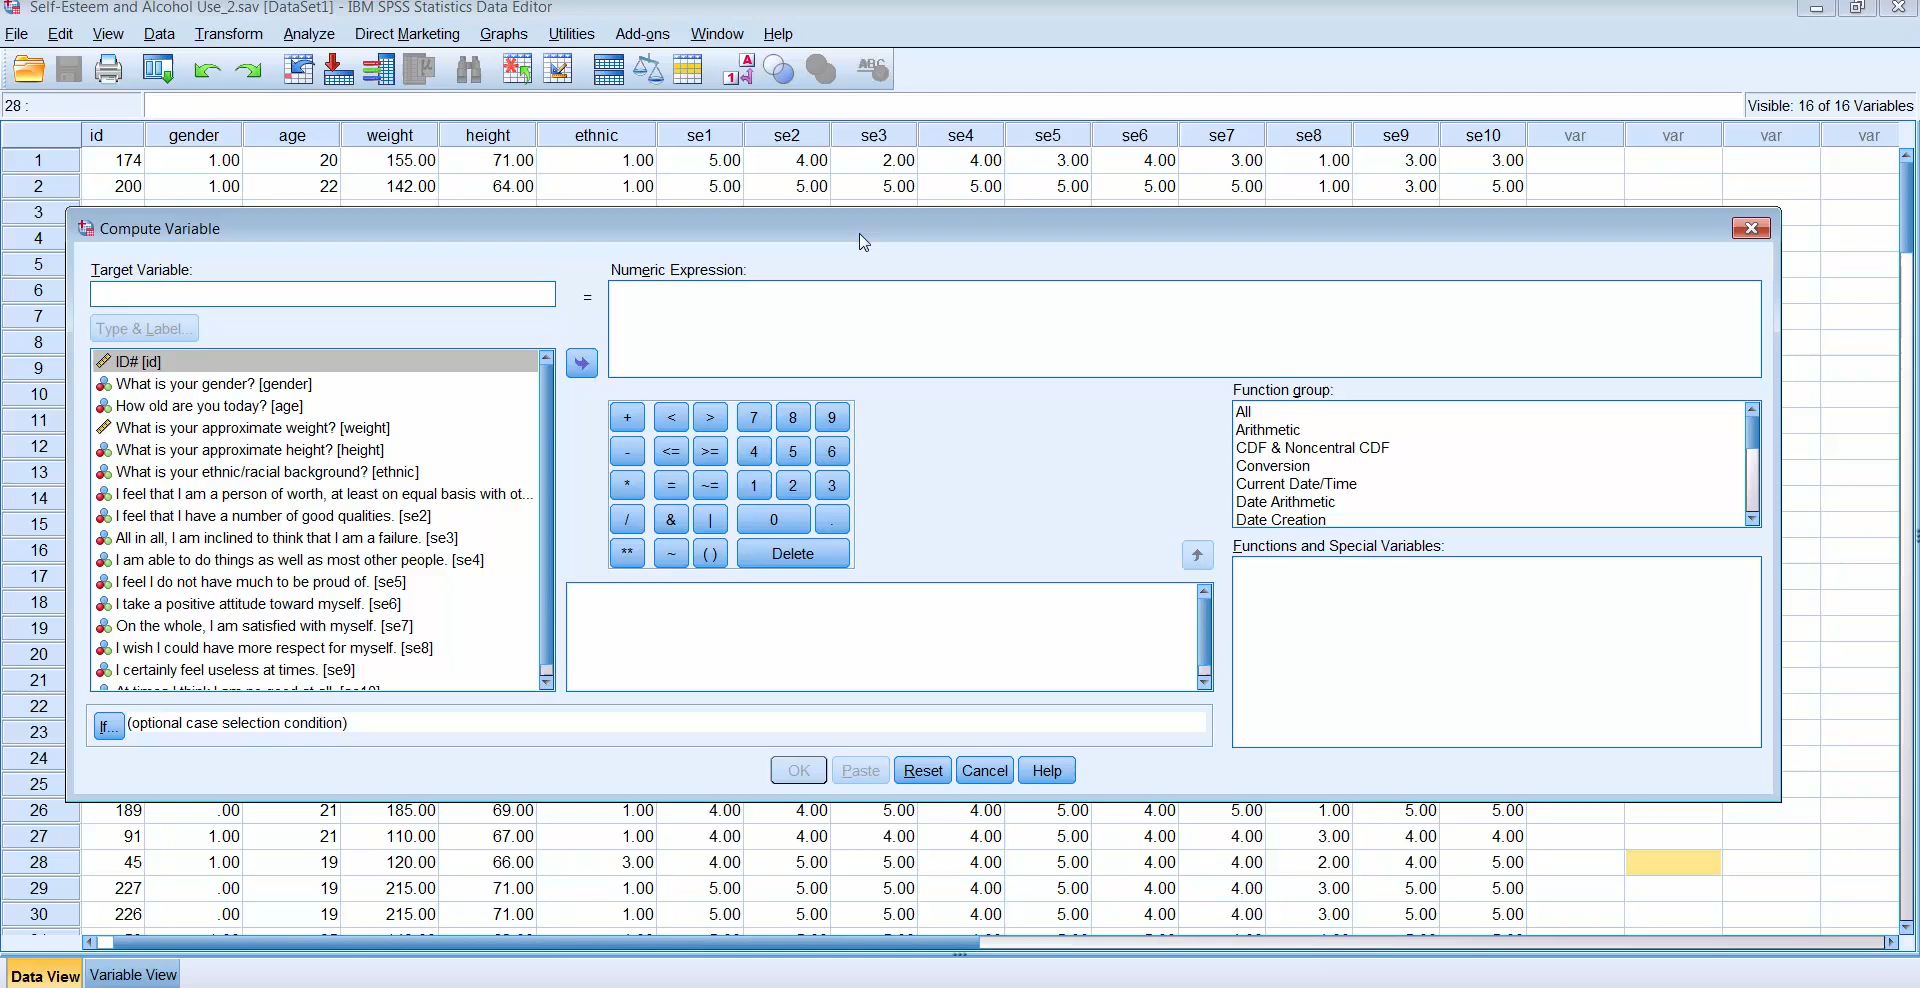 Self-Esteem and Alcohol Use_2.sav [DataSet1] - IBM SPSS Statistics Data Editor
File Edit View Data Transform Analyze Direct Marketing Graphs Utilities Add-ons Window Help
28 :
Visible: 16 of 16 Variables
id gender age weight height ethnic se1 se2 se3 se4 se5 se6 se7 se8 se9 se10 var var var var
1 174 1.00 20 155.00 71.00 1.00 5.00 4.00 2.00 4.00 3.00 4.00 3.00 1.00 3.00 3.00
2 200 1.00 22 142.00 64.00 1.00 5.00 5.00 5.00 5.00 5.00 5.00 5.00 1.00 3.00 5.00
3
4
5
6
7
8
9
10
11
12
13
14
15
16
17
18
19
20
21
22
23
24
25
Compute Variable
Target Variable:
=
Numeric Expression:
Type & Label...
ID# [id]
What is your gender? [gender]
How old are you today? [age]
What is your approximate weight? [weight]
What is your approximate height? [height]
What is your ethnic/racial background? [ethnic]
I feel that I am a person of worth, at least on equal basis with ot...
I feel that I have a number of good qualities. [se2]
All in all, I am inclined to think that I am a failure. [se3]
I am able to do things as well as most other people. [se4]
I feel I do not have much to be proud of. [se5]
I take a positive attitude toward myself. [se6]
On the whole, I am satisfied with myself. [se7]
I wish I could have more respect for myself. [se8]
I certainly feel useless at times. [se9]
At times I think I am no good at all. [se10]
+ < > 7 8 9
- <= >= 4 5 6
* = ~= 1 2 3
/ & | 0 .
** ~ ( ) Delete
Function group:
All
Arithmetic
CDF & Noncentral CDF
Conversion
Current Date/Time
Date Arithmetic
Date Creation
Functions and Special Variables:
If... (optional case selection condition)
OK Paste Reset Cancel Help
26 189 .00 21 185.00 69.00 1.00 4.00 4.00 5.00 4.00 5.00 4.00 5.00 1.00 5.00 5.00
27 91 1.00 21 110.00 67.00 1.00 4.00 4.00 5.00 4.00 5.00 4.00 4.00 3.00 4.00 4.00
28 45 1.00 19 120.00 66.00 3.00 4.00 5.00 5.00 4.00 5.00 4.00 4.00 2.00 4.00 5.00
29 227 .00 19 215.00 71.00 1.00 5.00 5.00 5.00 4.00 5.00 4.00 4.00 3.00 5.00 5.00
30 226 .00 19 215.00 71.00 1.00 5.00 5.00 5.00 4.00 5.00 4.00 4.00 3.00 5.00 5.00
Data View Variable View